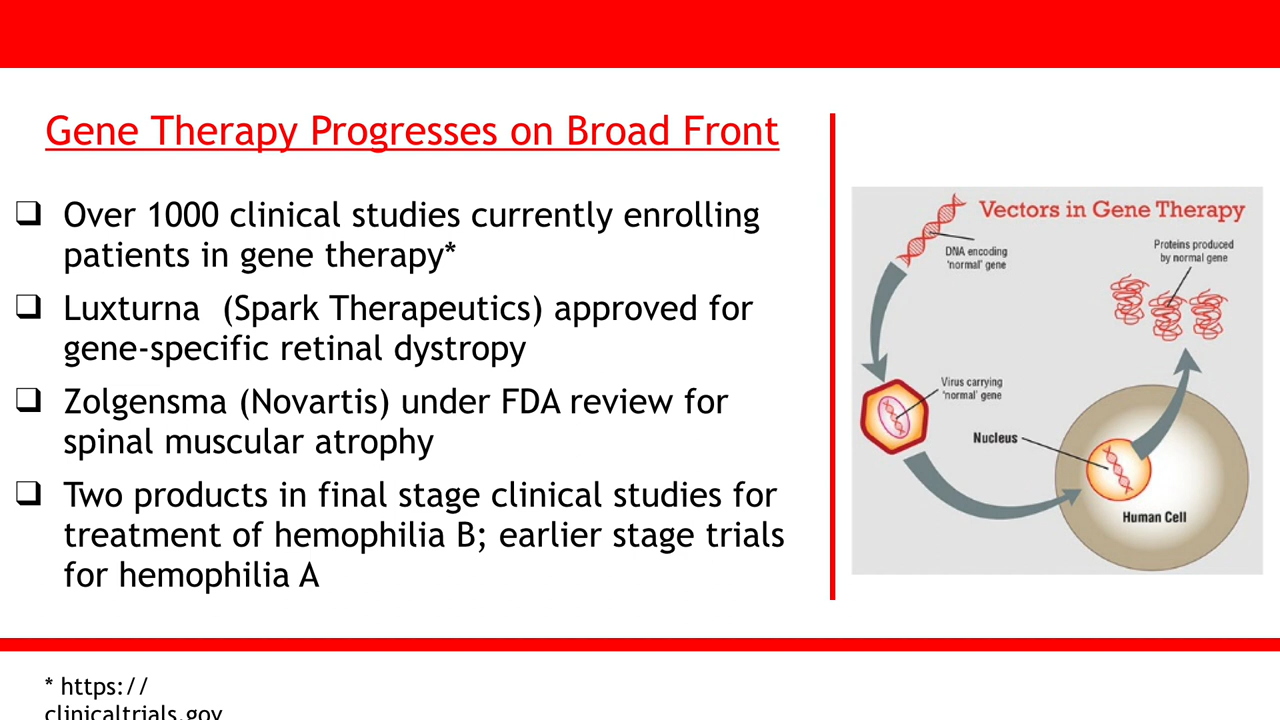 Gene Therapy Progresses on Broad Front
Over 1000 clinical studies currently enrolling
patients in gene therapy*
Luxturna (Spark Therapeutics) approved for
gene-specific retinal dystropy
Zolgensma (Novartis) under FDA review for
spinal muscular atrophy
Two products in final stage clinical studies for
treatment of hemophilia B; earlier stage trials
for hemophilia A
Vectors in Gene Therapy
DNA encoding
'normal' gene
Proteins produced
by normal gene
Virus carrying
'normal' gene
Nucleus
Human Cell
* https://
clinicaltrials.gov